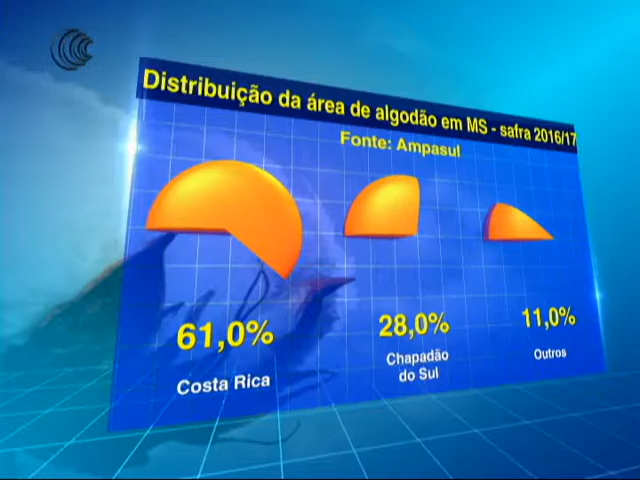 Distribuição da área de algodão em MS - safra 2016/17
Fonte: Ampasul
61,0%
Costa Rica
28,0%
Chapadão
do Sul
11,0%
Outros